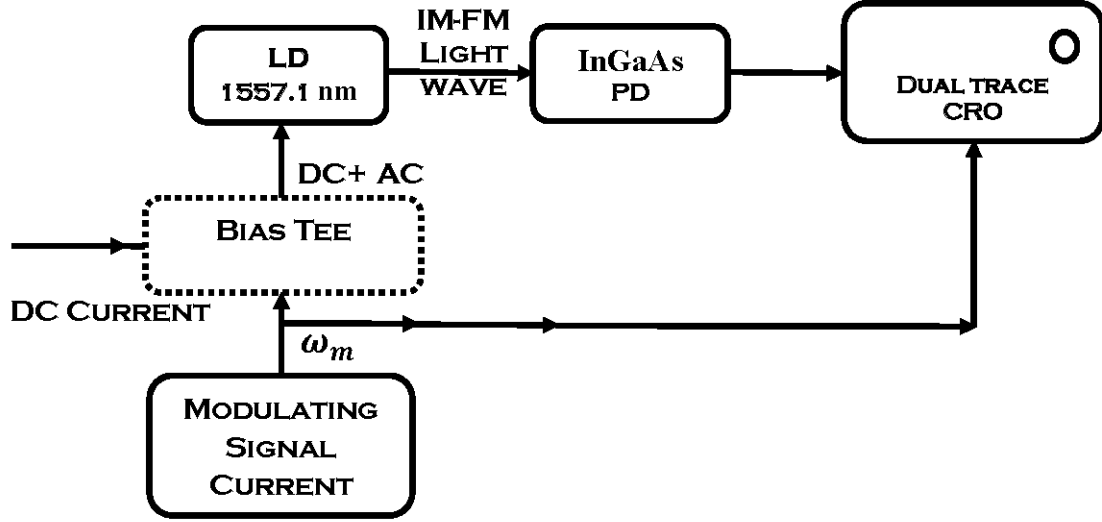 IM-FM
LIGHT
WAVE
LD
1557.1 nm
InGaAs
PD
DUAL TRACE
CRO
DC+ AC
BIAS TEE
DC CURRENT
ω_m
MODULATING
SIGNAL
CURRENT